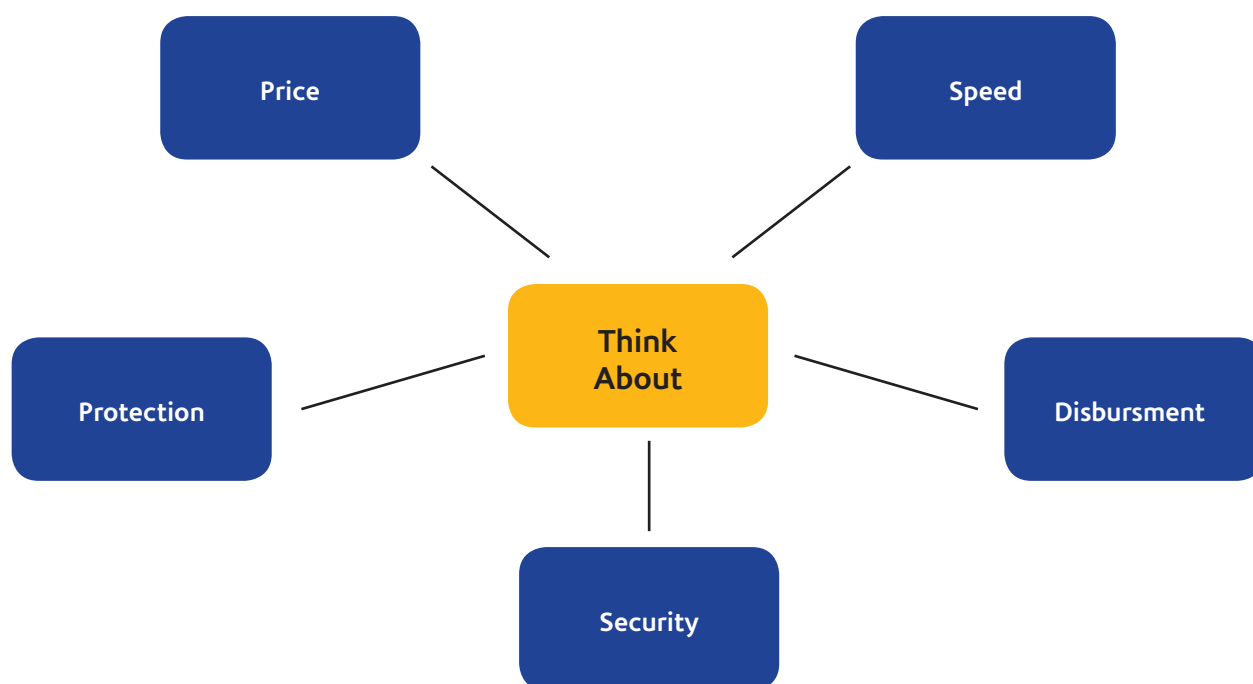 Price
Speed
Think
About
Protection
Disbursment
Security